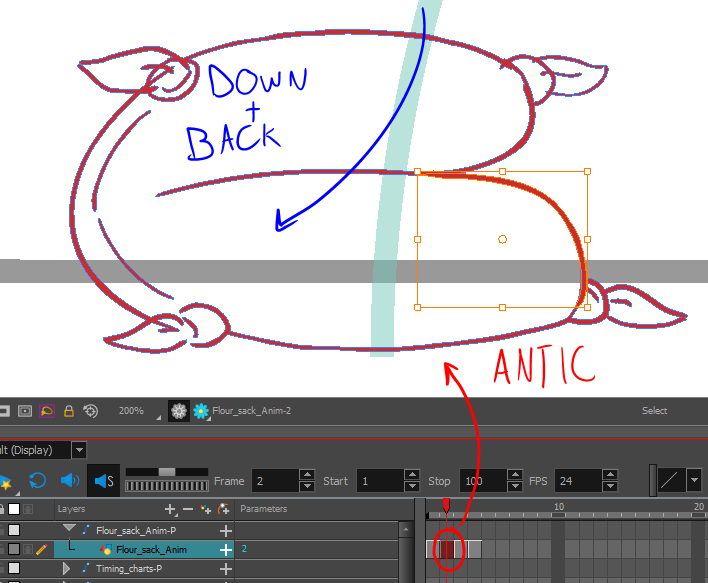 DOWN
+
BACK
ANTIC
200% Flour_sack_Anim-2 Select
lt (Display)
Frame 2 Start 1 Stop 100 FPS 24
Layers Parameters 10 20
Flour_sack_Anim-P
Flour_sack_Anim 2
Timing_charts-P